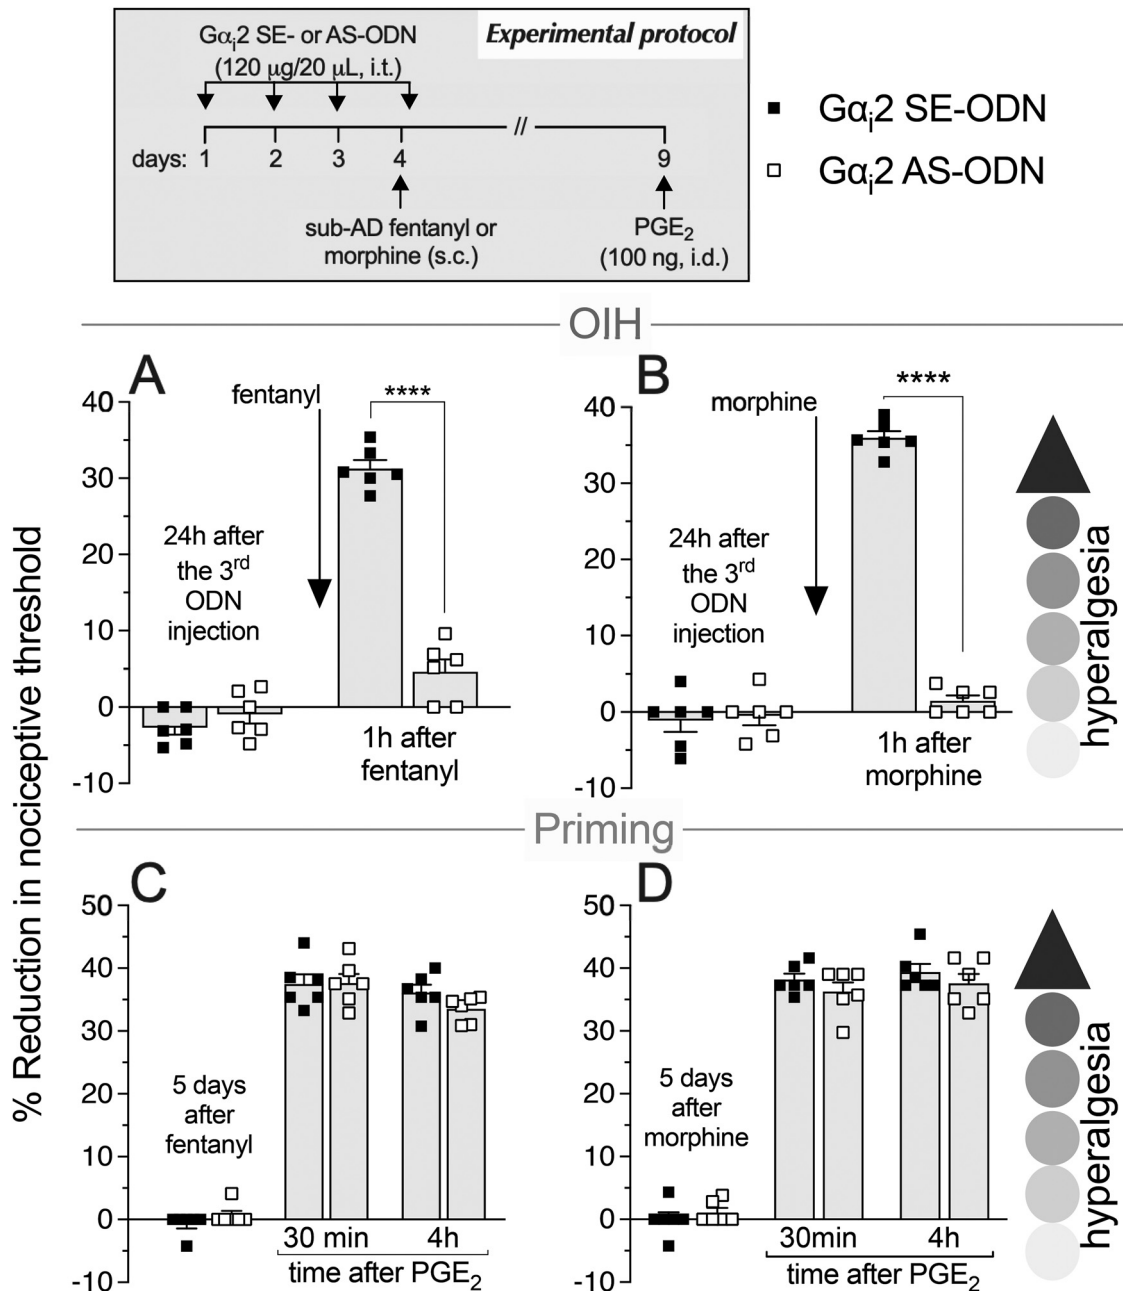 Gαi2 SE- or AS-ODN
(120 μg/20 μL, i.t.)
Experimental protocol
days: 1 2 3 4 // 9
sub-AD fentanyl or
morphine (s.c.)
PGE2
(100 ng, i.d.)
Gαi2 SE-ODN
Gαi2 AS-ODN
OIH
% Reduction in nociceptive threshold
A
fentanyl
****
40
30
20
10
0
-10
24h after
the 3rd
ODN
injection
1h after
fentanyl
B
morphine
****
40
30
20
10
0
-10
24h after
the 3rd
ODN
injection
1h after
morphine
hyperalgesia
Priming
C
50
40
30
20
10
0
-10
5 days
after
fentanyl
30 min 4h
time after PGE2
D
50
40
30
20
10
0
-10
5 days
after
morphine
30min 4h
time after PGE2
hyperalgesia